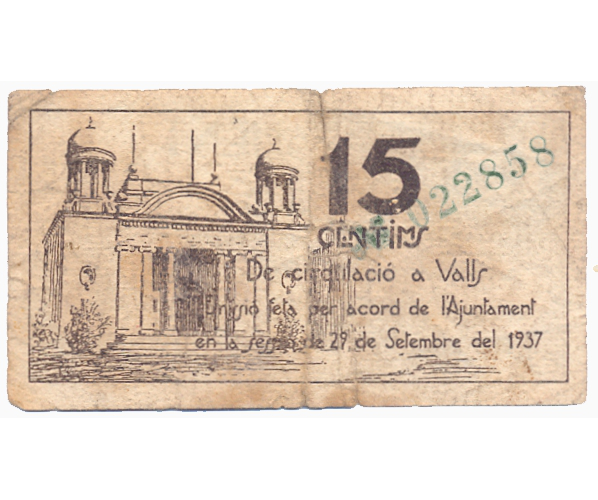 15
CENTIMS
Nº 022858
De circulació a Valls
Emissió feta per acord de l'Ajuntament
en la sessió de 29 de Setembre del 1937